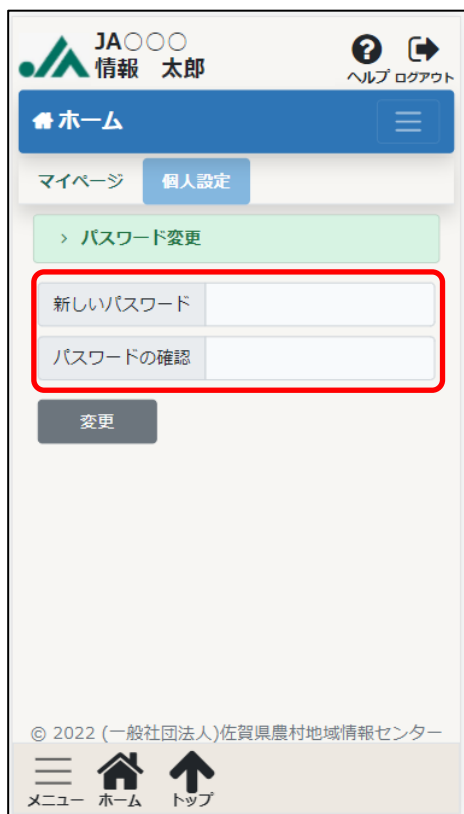 JA○○○
情報　太郎
ヘルプ ログアウト
ホーム
マイページ 個人設定
› パスワード変更
新しいパスワード
パスワードの確認
変更
© 2022 (一般社団法人)佐賀県農村地域情報センター
メニュー ホーム トップ